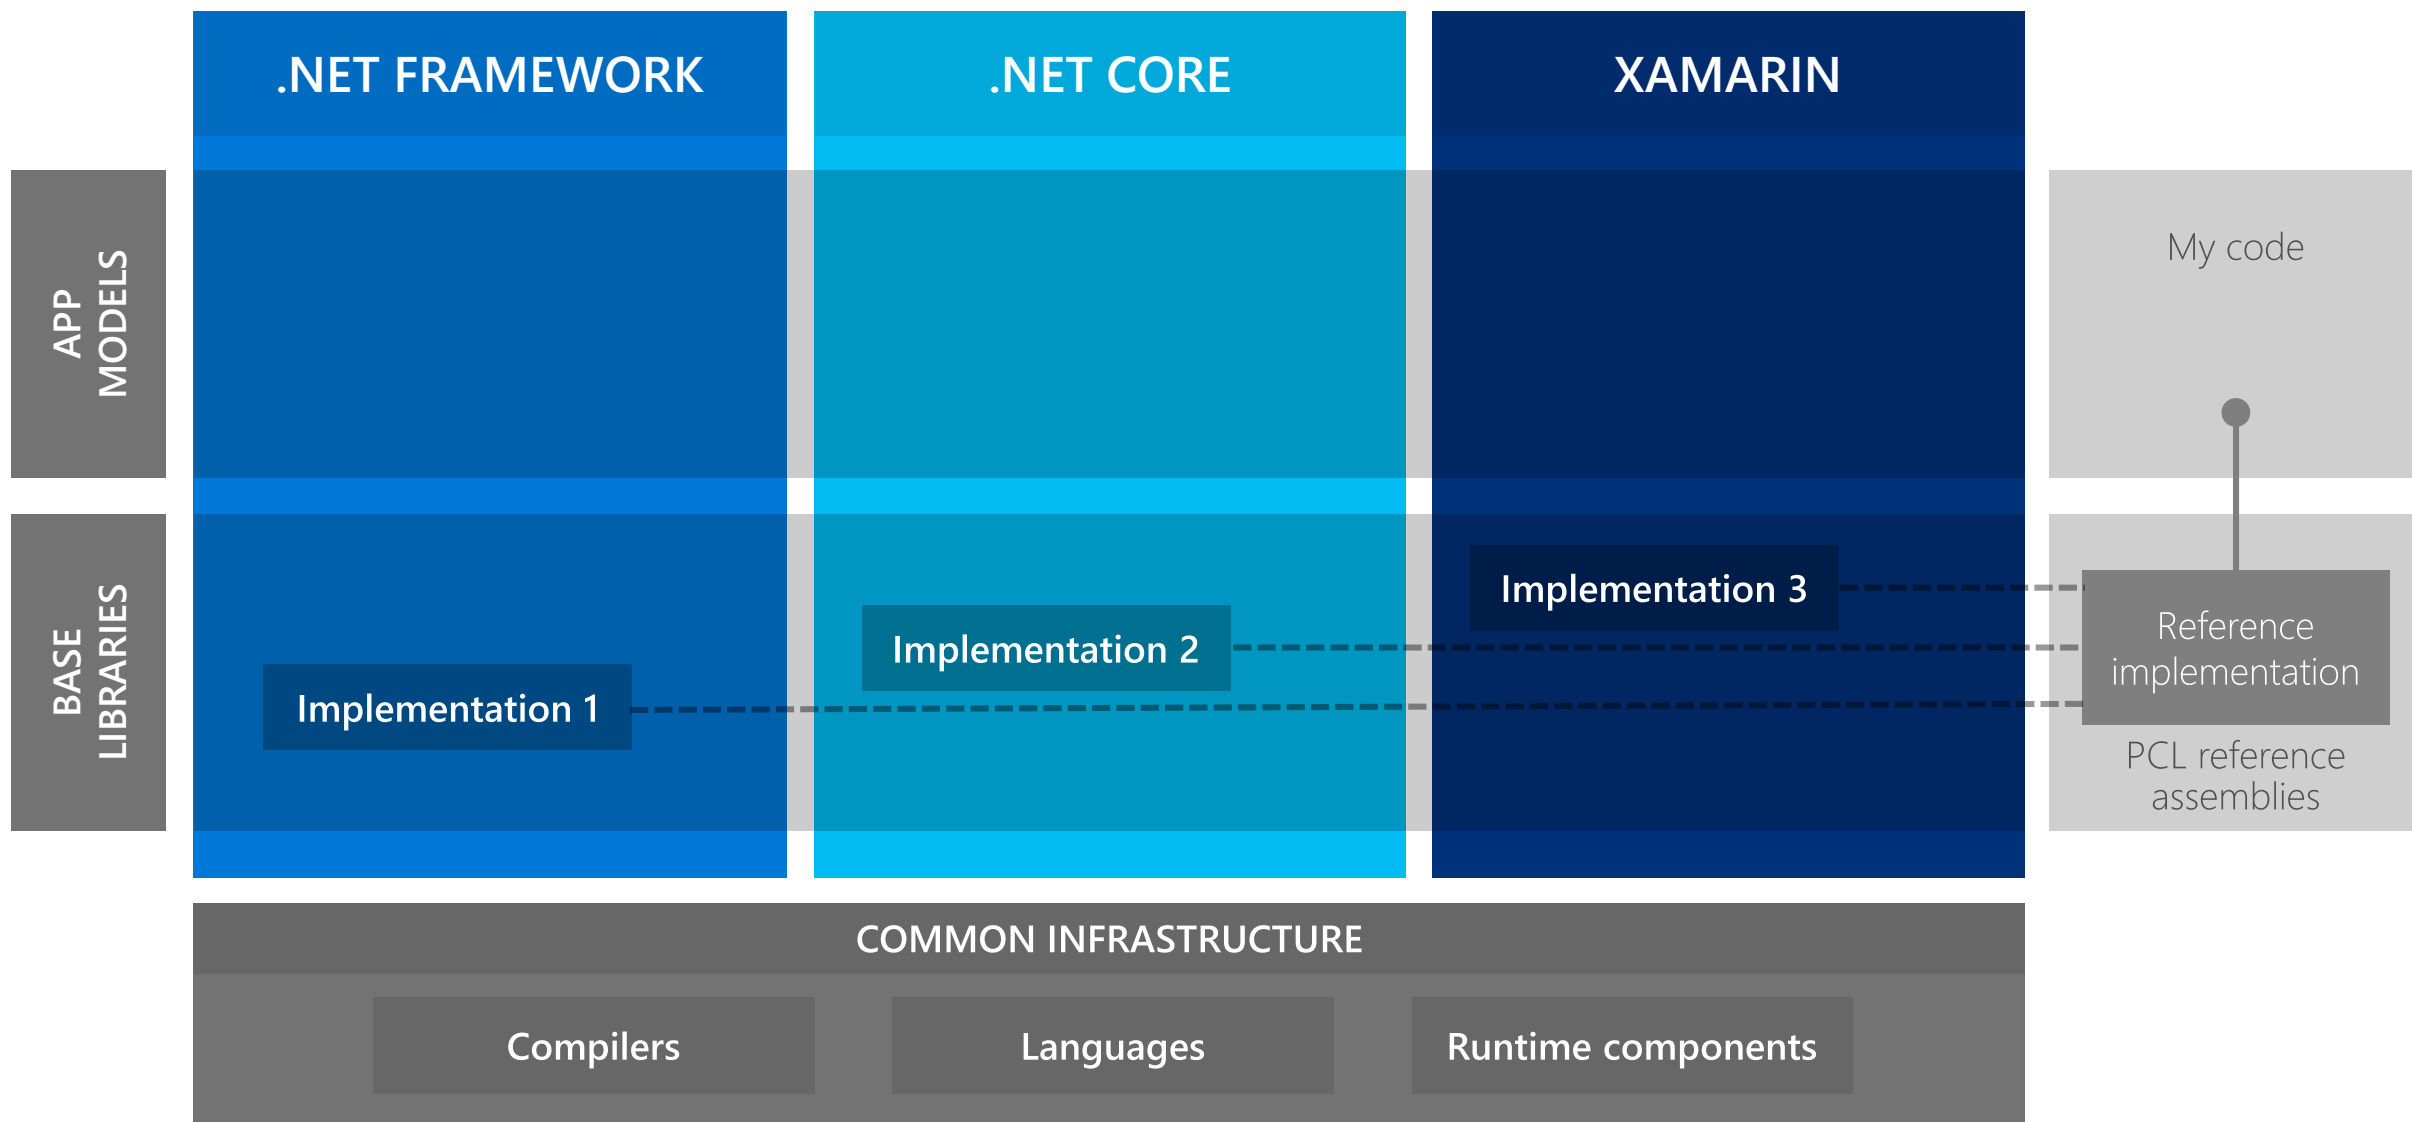 .NET FRAMEWORK
.NET CORE
XAMARIN
APP
MODELS
My code
BASE
LIBRARIES
Implementation 1
Implementation 2
Implementation 3
Reference
implementation
PCL reference
assemblies
COMMON INFRASTRUCTURE
Compilers
Languages
Runtime components